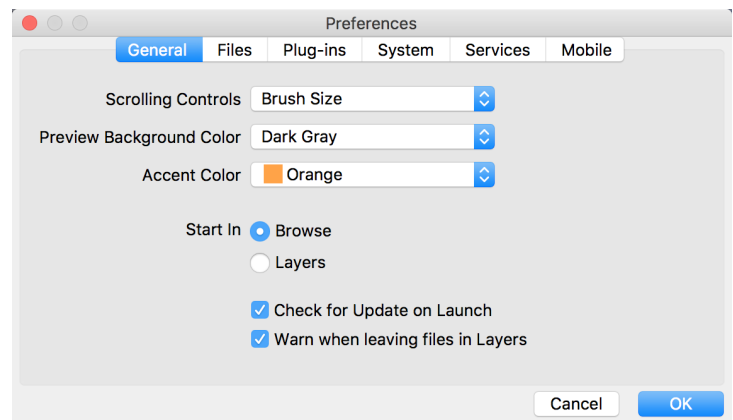 Preferences
General Files Plug-ins System Services Mobile
Scrolling Controls Brush Size
Preview Background Color Dark Gray
Accent Color Orange
Start In Browse
Layers
Check for Update on Launch
Warn when leaving files in Layers
Cancel OK